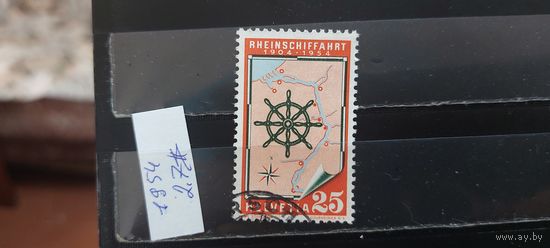 RHEINSCHIFFAHRT
1904 - 1954
HELVETIA 25
1954
2.7#
www.ay.by